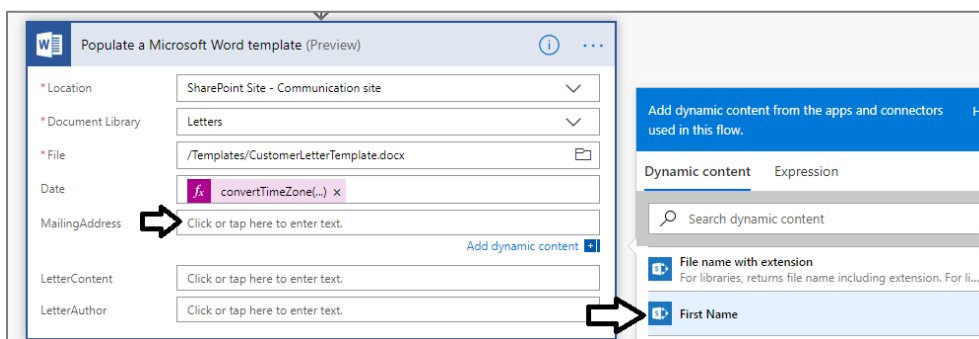 Populate a Microsoft Word template (Preview)
* Location
SharePoint Site - Communication site
* Document Library
Letters
* File
/Templates/CustomerLetterTemplate.docx
Date
fx convertTimeZone(...) ×
MailingAddress
Click or tap here to enter text.
Add dynamic content
LetterContent
Click or tap here to enter text.
LetterAuthor
Click or tap here to enter text.
Add dynamic content from the apps and connectors
used in this flow.
Dynamic content Expression
Search dynamic content
File name with extension
For libraries, returns file name including extension. For li...
First Name